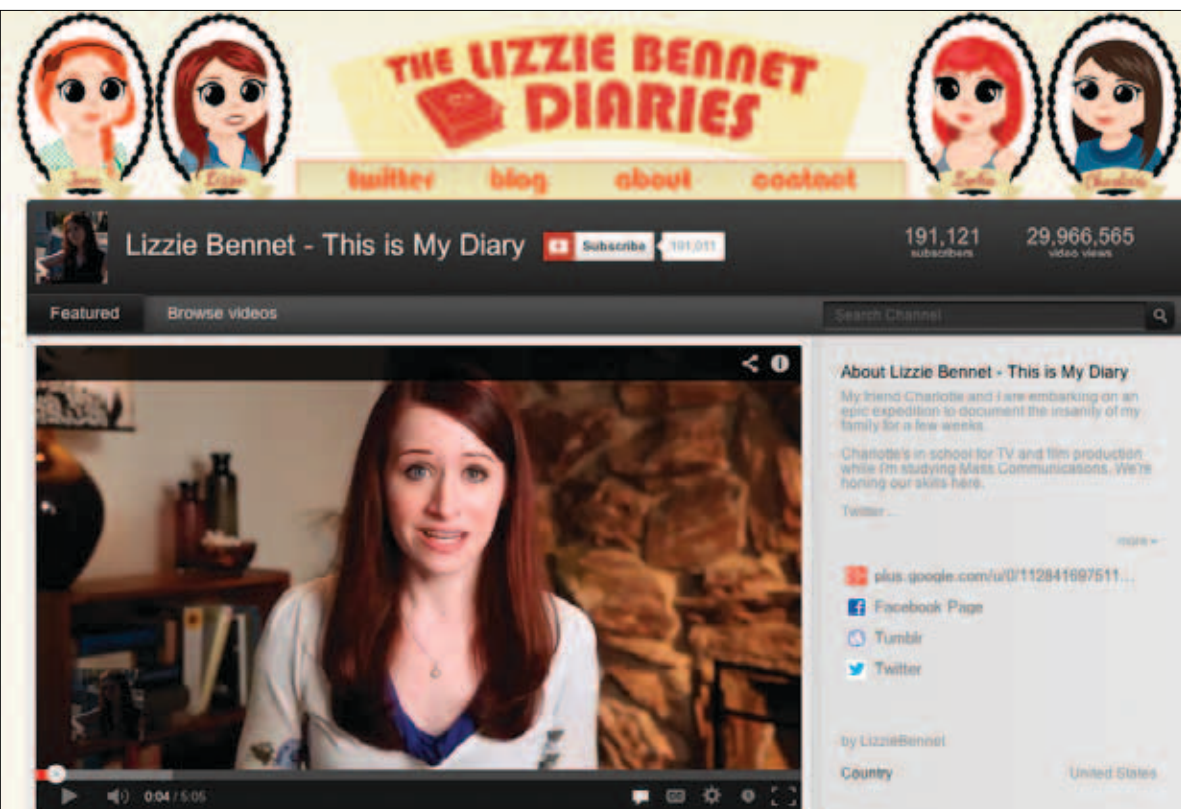 THE LIZZIE BENNET
DIARIES
Jane
Lizzie
Charlotte
twitter blog about contact
Lizzie Bennet - This is My Diary
Subscribe
191,121
subscribers
29,966,565
video views
Featured
Browse videos
Search Channel
About Lizzie Bennet - This is My Diary
My friend Charlotte and I are embarking on an
epic expedition to document the insanity of my
family for a few weeks.
Charlotte's in school for TV and film production
while I'm studying Mass Communications. We're
honing our skills here.
Twitter ...
more
plus.google.com/u/0/112841697511...
Facebook Page
Tumblr
Twitter
by LizzieBennet
Country United States
0:04 / 5:05
CC